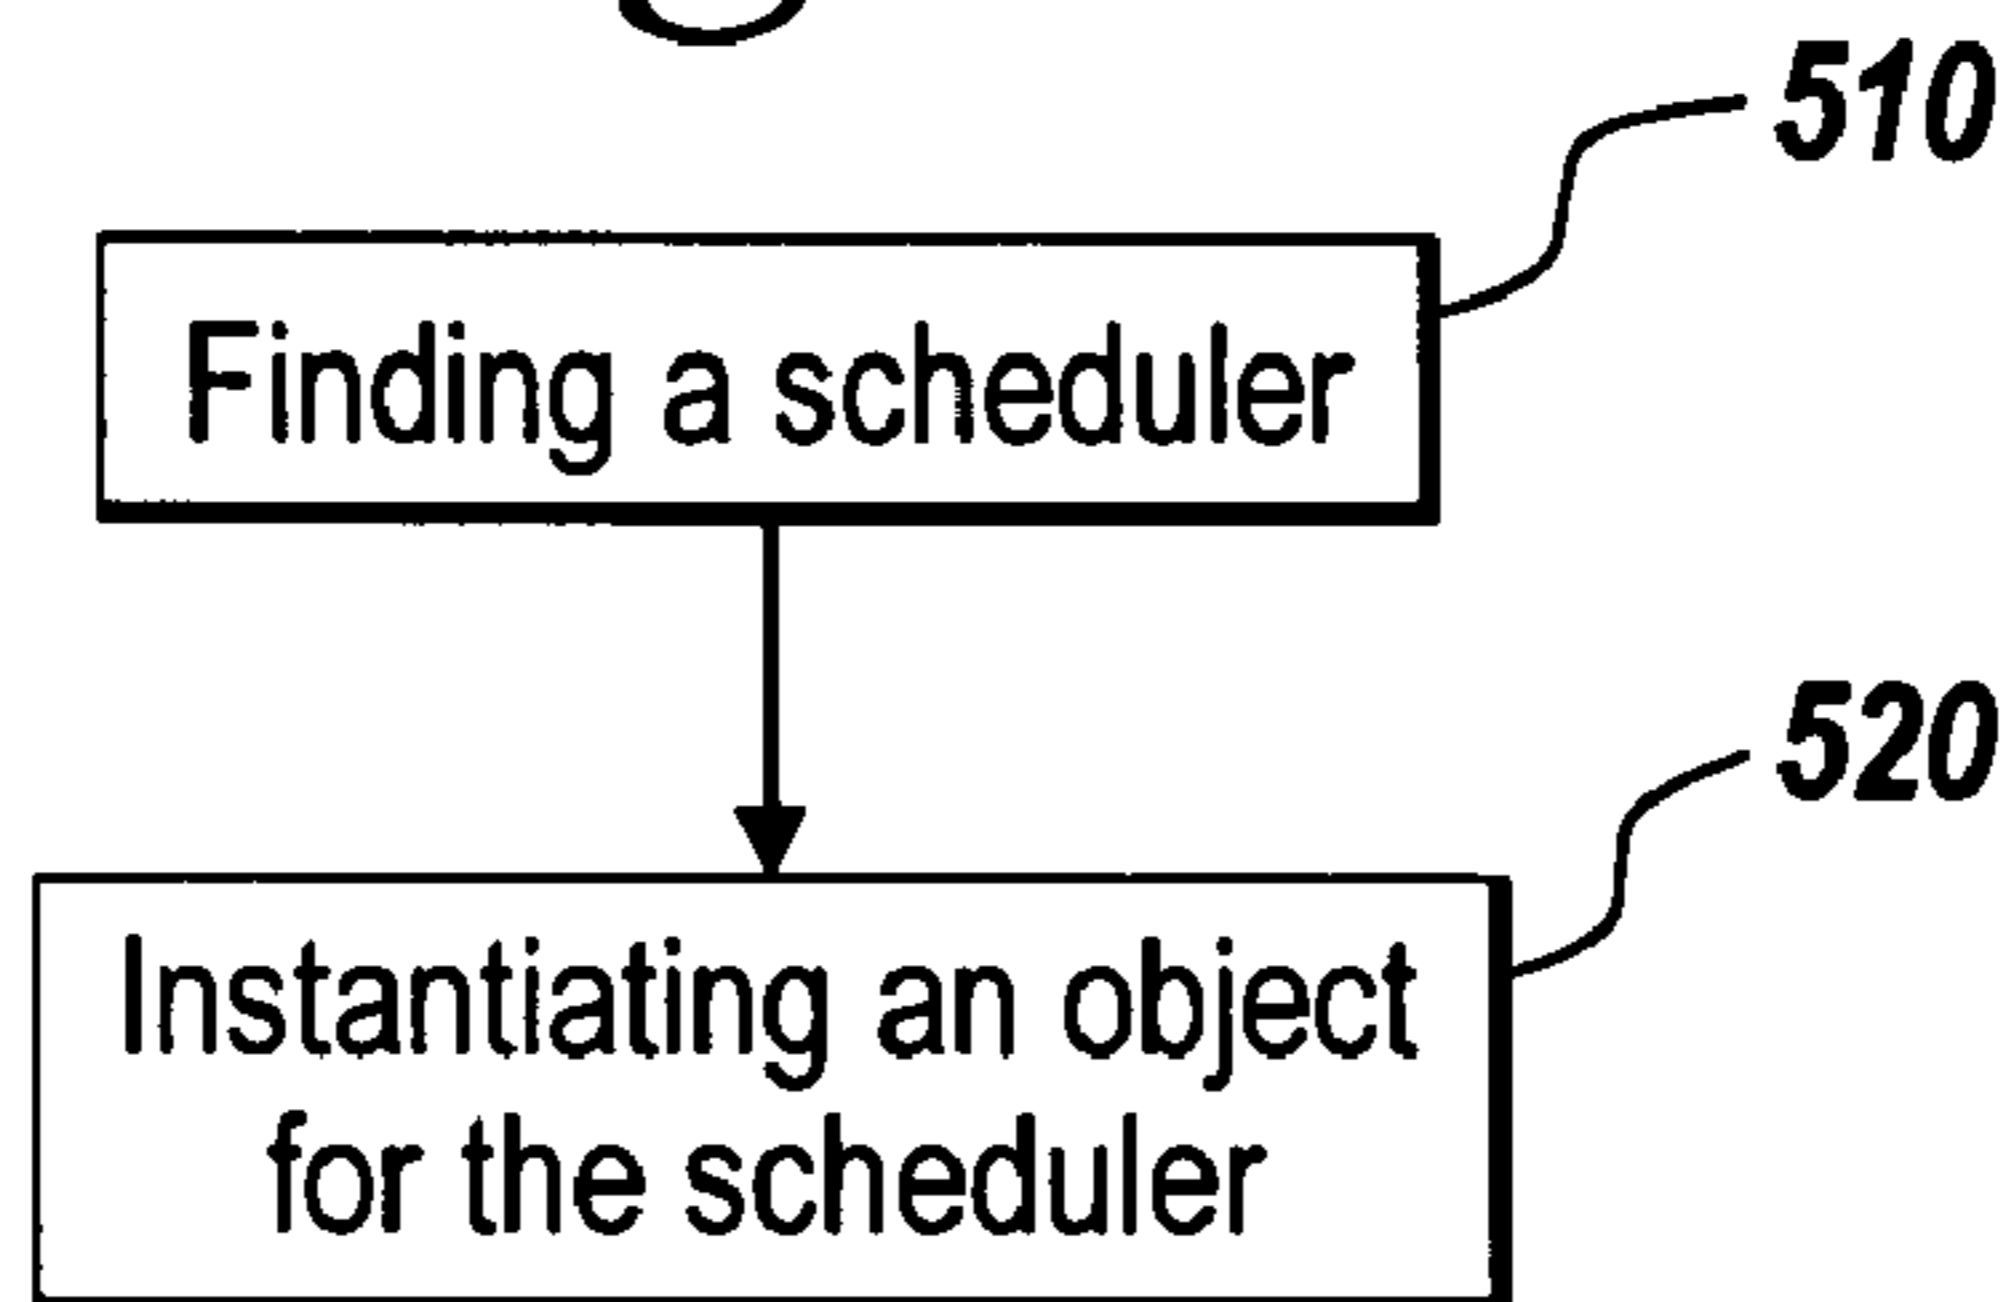 510
Finding a scheduler
520
Instantiating an object
for the scheduler